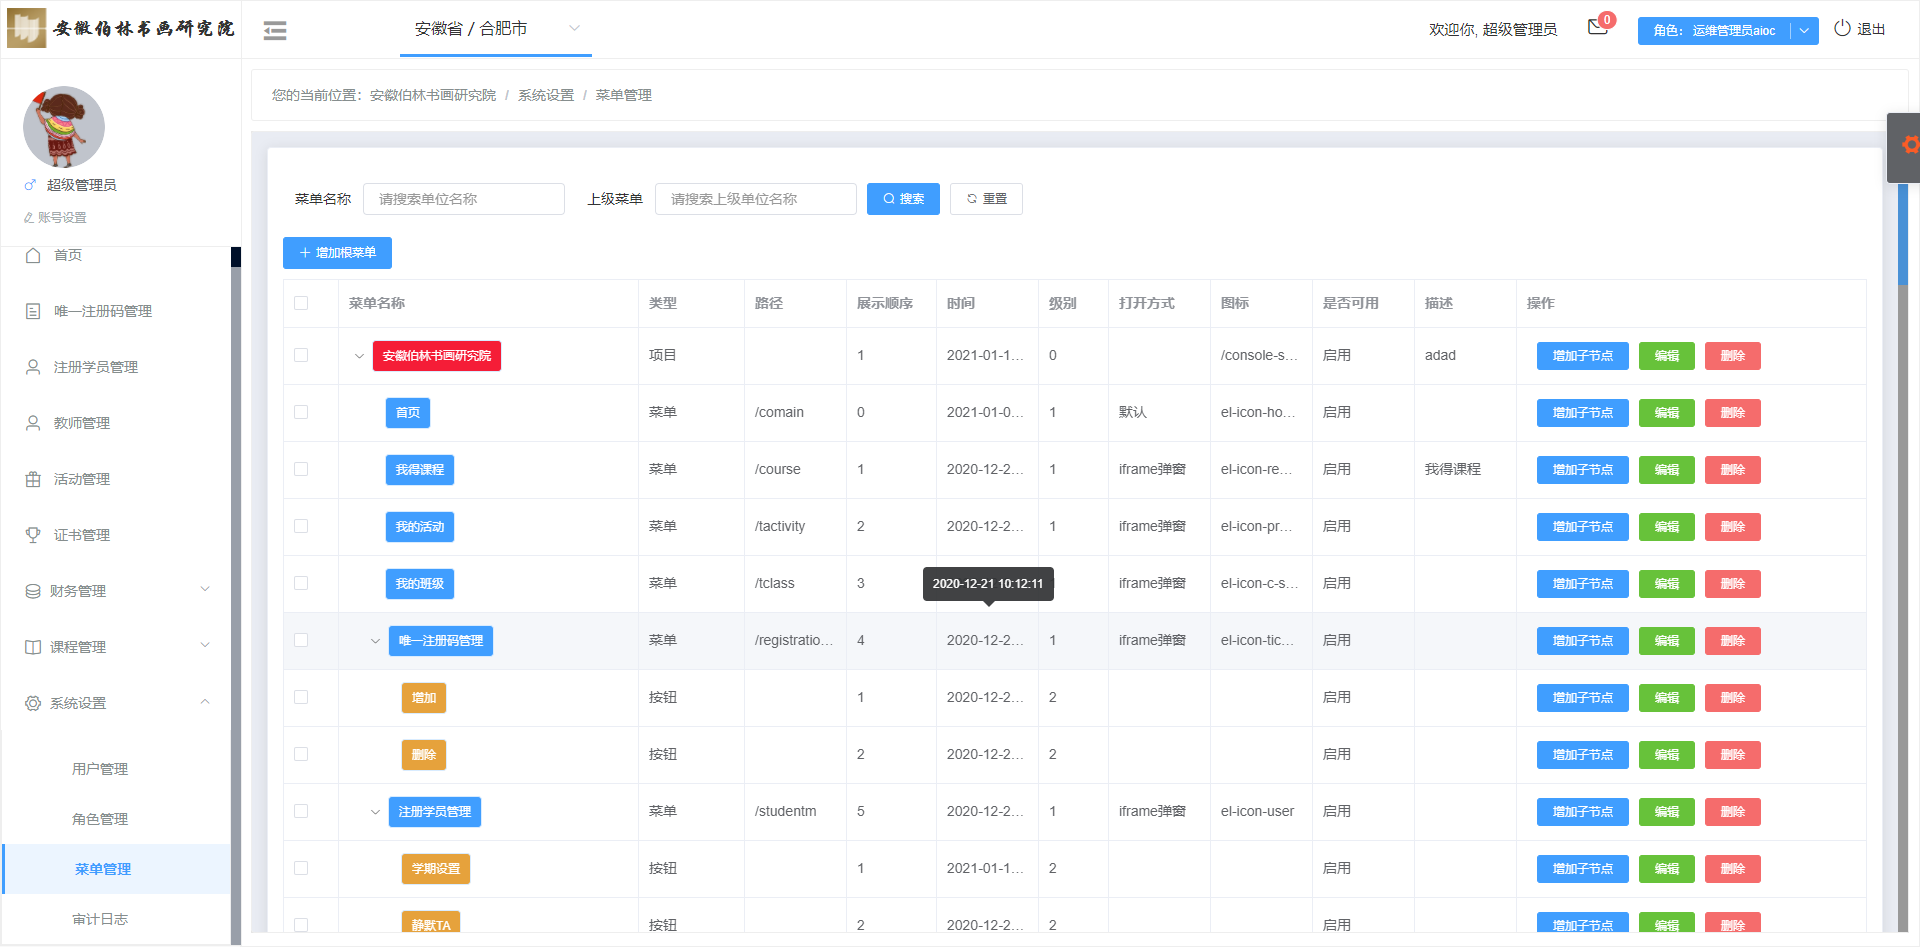 安徽伯林书画研究院
安徽省 / 合肥市
欢迎你, 超级管理员
0
角色： 运维管理员aioc
退出
超级管理员
账号设置
首页
唯一注册码管理
注册学员管理
教师管理
活动管理
证书管理
财务管理
课程管理
系统设置
用户管理
角色管理
菜单管理
审计日志
您的当前位置： 安徽伯林书画研究院 / 系统设置 / 菜单管理
菜单名称 请搜索单位名称 上级菜单 请搜索上级单位名称 搜索 重置
增加根菜单
菜单名称 类型 路径 展示顺序 时间 级别 打开方式 图标 是否可用 描述 操作
安徽伯林书画研究院 项目 1 2021-01-1... 0 /console-s... 启用 adad 增加子节点 编辑 删除
首页 菜单 /comain 0 2021-01-0... 1 默认 el-icon-ho... 启用 增加子节点 编辑 删除
我得课程 菜单 /course 1 2020-12-2... 1 iframe弹窗 el-icon-re... 启用 我得课程 增加子节点 编辑 删除
我的活动 菜单 /tactivity 2 2020-12-2... 1 iframe弹窗 el-icon-pr... 启用 增加子节点 编辑 删除
我的班级 菜单 /tclass 3 iframe弹窗 el-icon-c-s... 启用 增加子节点 编辑 删除
2020-12-21 10:12:11
唯一注册码管理 菜单 /registratio... 4 2020-12-2... 1 iframe弹窗 el-icon-tic... 启用 增加子节点 编辑 删除
增加 按钮 1 2020-12-2... 2 启用 增加子节点 编辑 删除
删除 按钮 2 2020-12-2... 2 启用 增加子节点 编辑 删除
注册学员管理 菜单 /studentm 5 2020-12-2... 1 iframe弹窗 el-icon-user 启用 增加子节点 编辑 删除
学期设置 按钮 1 2021-01-1... 2 启用 增加子节点 编辑 删除
静默TA 按钮 2 2020-12-2... 2 启用 增加子节点 编辑 删除